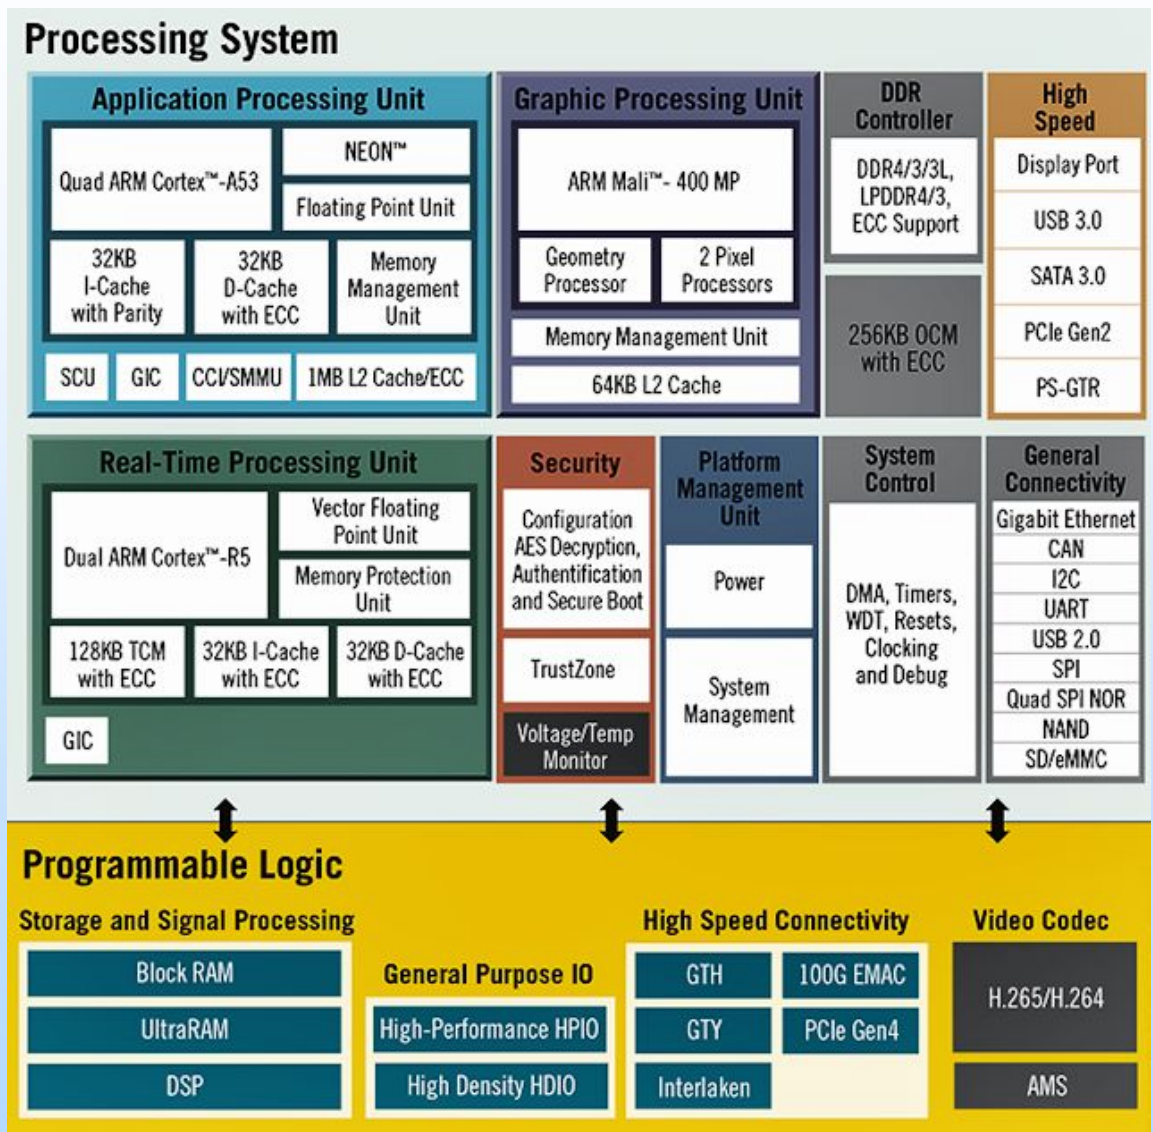 Processing System
Application Processing Unit
Quad ARM Cortex™-A53
NEON™
Floating Point Unit
32KB
I-Cache
with Parity
32KB
D-Cache
with ECC
Memory
Management
Unit
SCU
GIC
CCI/SMMU
1MB L2 Cache/ECC
Graphic Processing Unit
ARM Mali™- 400 MP
Geometry
Processor
2 Pixel
Processors
Memory Management Unit
64KB L2 Cache
DDR
Controller
DDR4/3/3L,
LPDDR4/3,
ECC Support
256KB OCM
with ECC
High
Speed
Display Port
USB 3.0
SATA 3.0
PCIe Gen2
PS-GTR
Real-Time Processing Unit
Dual ARM Cortex™-R5
Vector Floating
Point Unit
Memory Protection
Unit
128KB TCM
with ECC
32KB I-Cache
with ECC
32KB D-Cache
with ECC
GIC
Security
Configuration
AES Decryption,
Authentification
and Secure Boot
TrustZone
Voltage/Temp
Monitor
Platform
Management
Unit
Power
System
Management
System
Control
DMA, Timers,
WDT, Resets,
Clocking
and Debug
General
Connectivity
Gigabit Ethernet
CAN
I2C
UART
USB 2.0
SPI
Quad SPI NOR
NAND
SD/eMMC
Programmable Logic
Storage and Signal Processing
Block RAM
UltraRAM
DSP
General Purpose IO
High-Performance HPIO
High Density HDIO
High Speed Connectivity
GTH
100G EMAC
GTY
PCIe Gen4
Interlaken
Video Codec
H.265/H.264
AMS